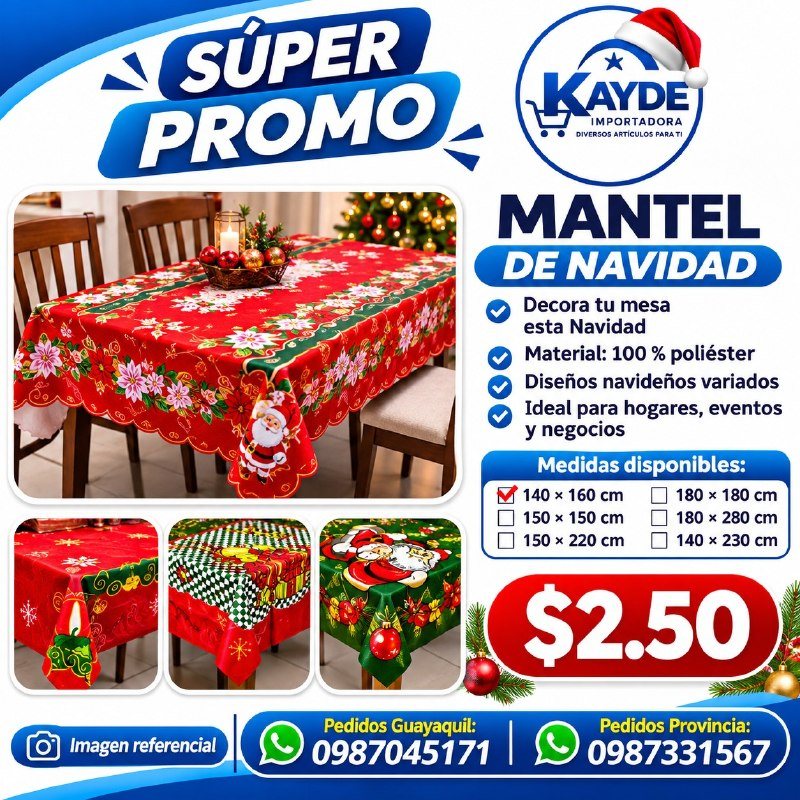 SÚPER
PROMO
KAYDE
IMPORTADORA
DIVERSOS ARTÍCULOS PARA TI
MANTEL
DE NAVIDAD
Decora tu mesa
esta Navidad
Material: 100 % poliéster
Diseños navideños variados
Ideal para hogares, eventos
y negocios
Medidas disponibles:
140 × 160 cm
180 × 180 cm
150 × 150 cm
180 × 280 cm
150 × 220 cm
140 × 230 cm
$2.50
Imagen referencial
Pedidos Guayaquil:
0987045171
Pedidos Provincia:
0987331567